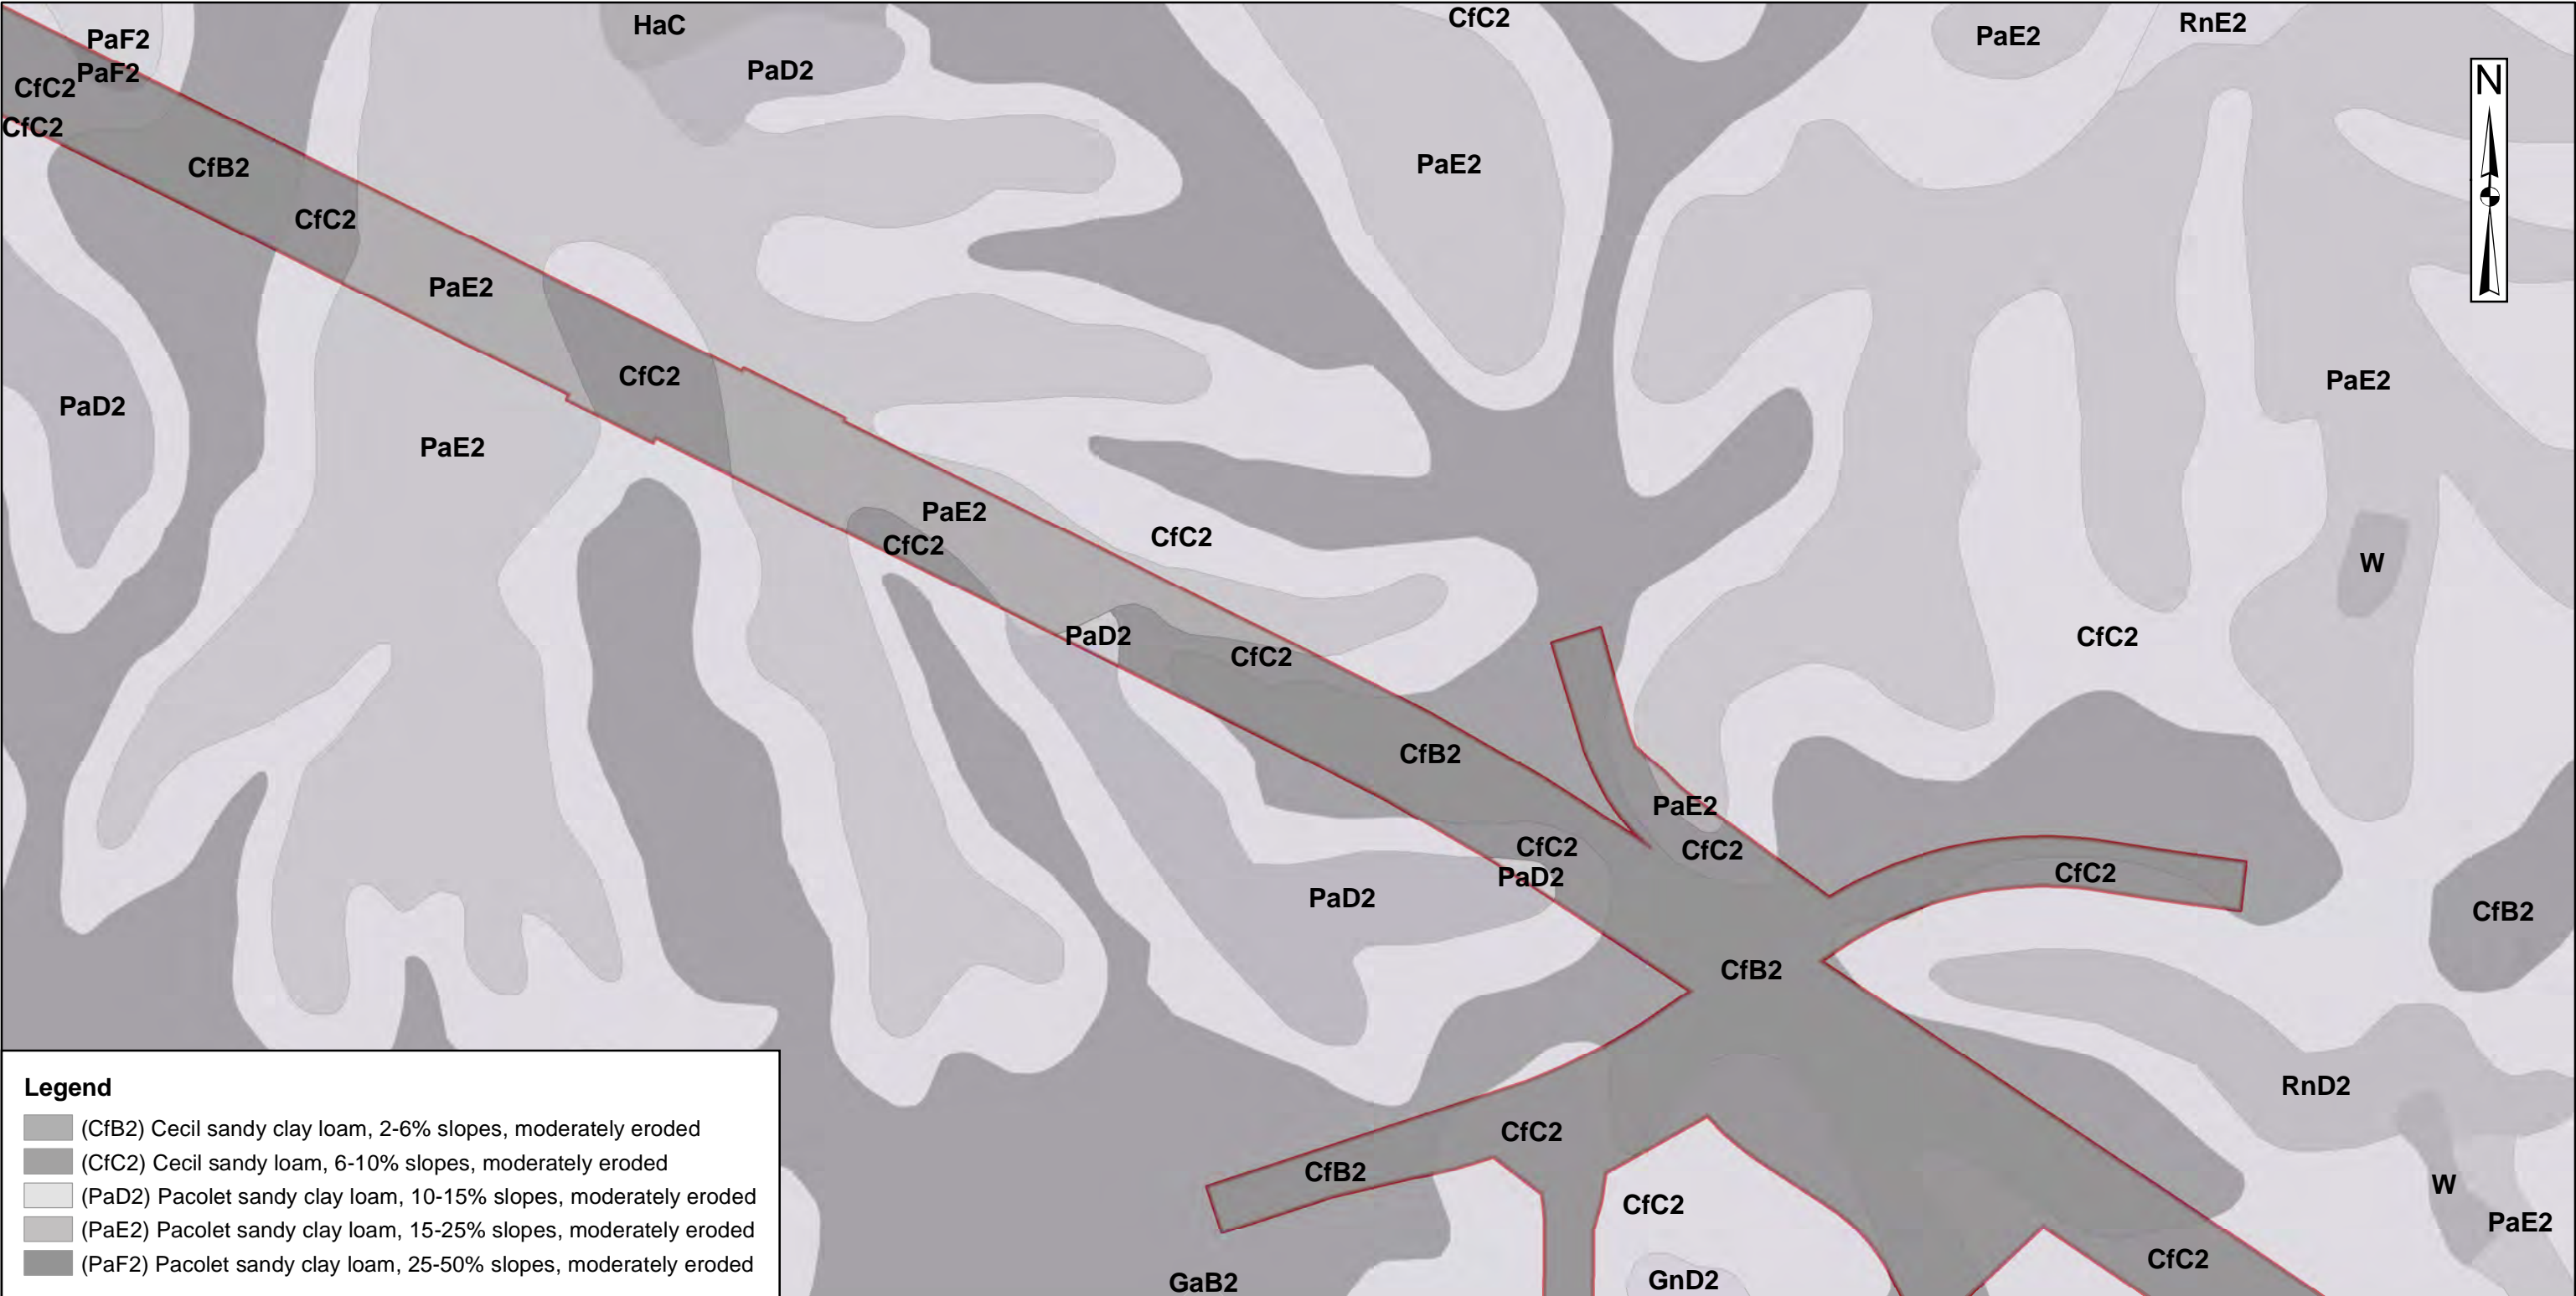 HaC
CfC2
RnE2
PaE2
PaF2
N
PaD2
PaF2
CfC2
CfC2
PaE2
CfB2
CfC2
PaE2
CfC2
PaE2
PaD2
PaE2
PaE2
CfC2
CfC2
W
PaD2
CfC2
CfC2
CfB2
PaE2
CfC2
CfC2
CfC2
PaD2
PaD2
CfB2
CfB2
RnD2
CfC2
CfB2
W
CfC2
PaE2
CfC2
GnD2
GaB2
Legend
(CfB2) Cecil sandy clay loam, 2-6% slopes, moderately eroded
(CfC2) Cecil sandy loam, 6-10% slopes, moderately eroded
(PaD2) Pacolet sandy clay loam, 10-15% slopes, moderately eroded
(PaE2) Pacolet sandy clay loam, 15-25% slopes, moderately eroded
(PaF2) Pacolet sandy clay loam, 25-50% slopes, moderately eroded